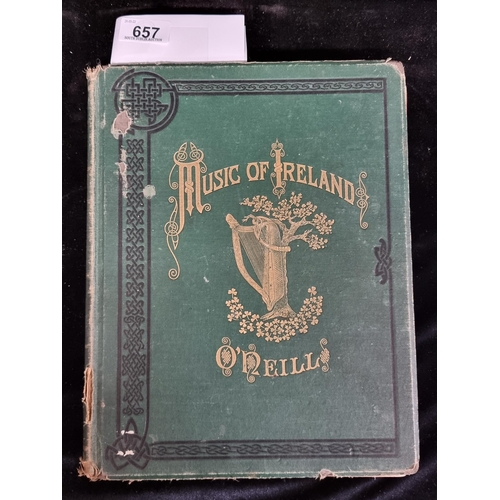 657
MUSIC OF IRELAND
O'NEILL